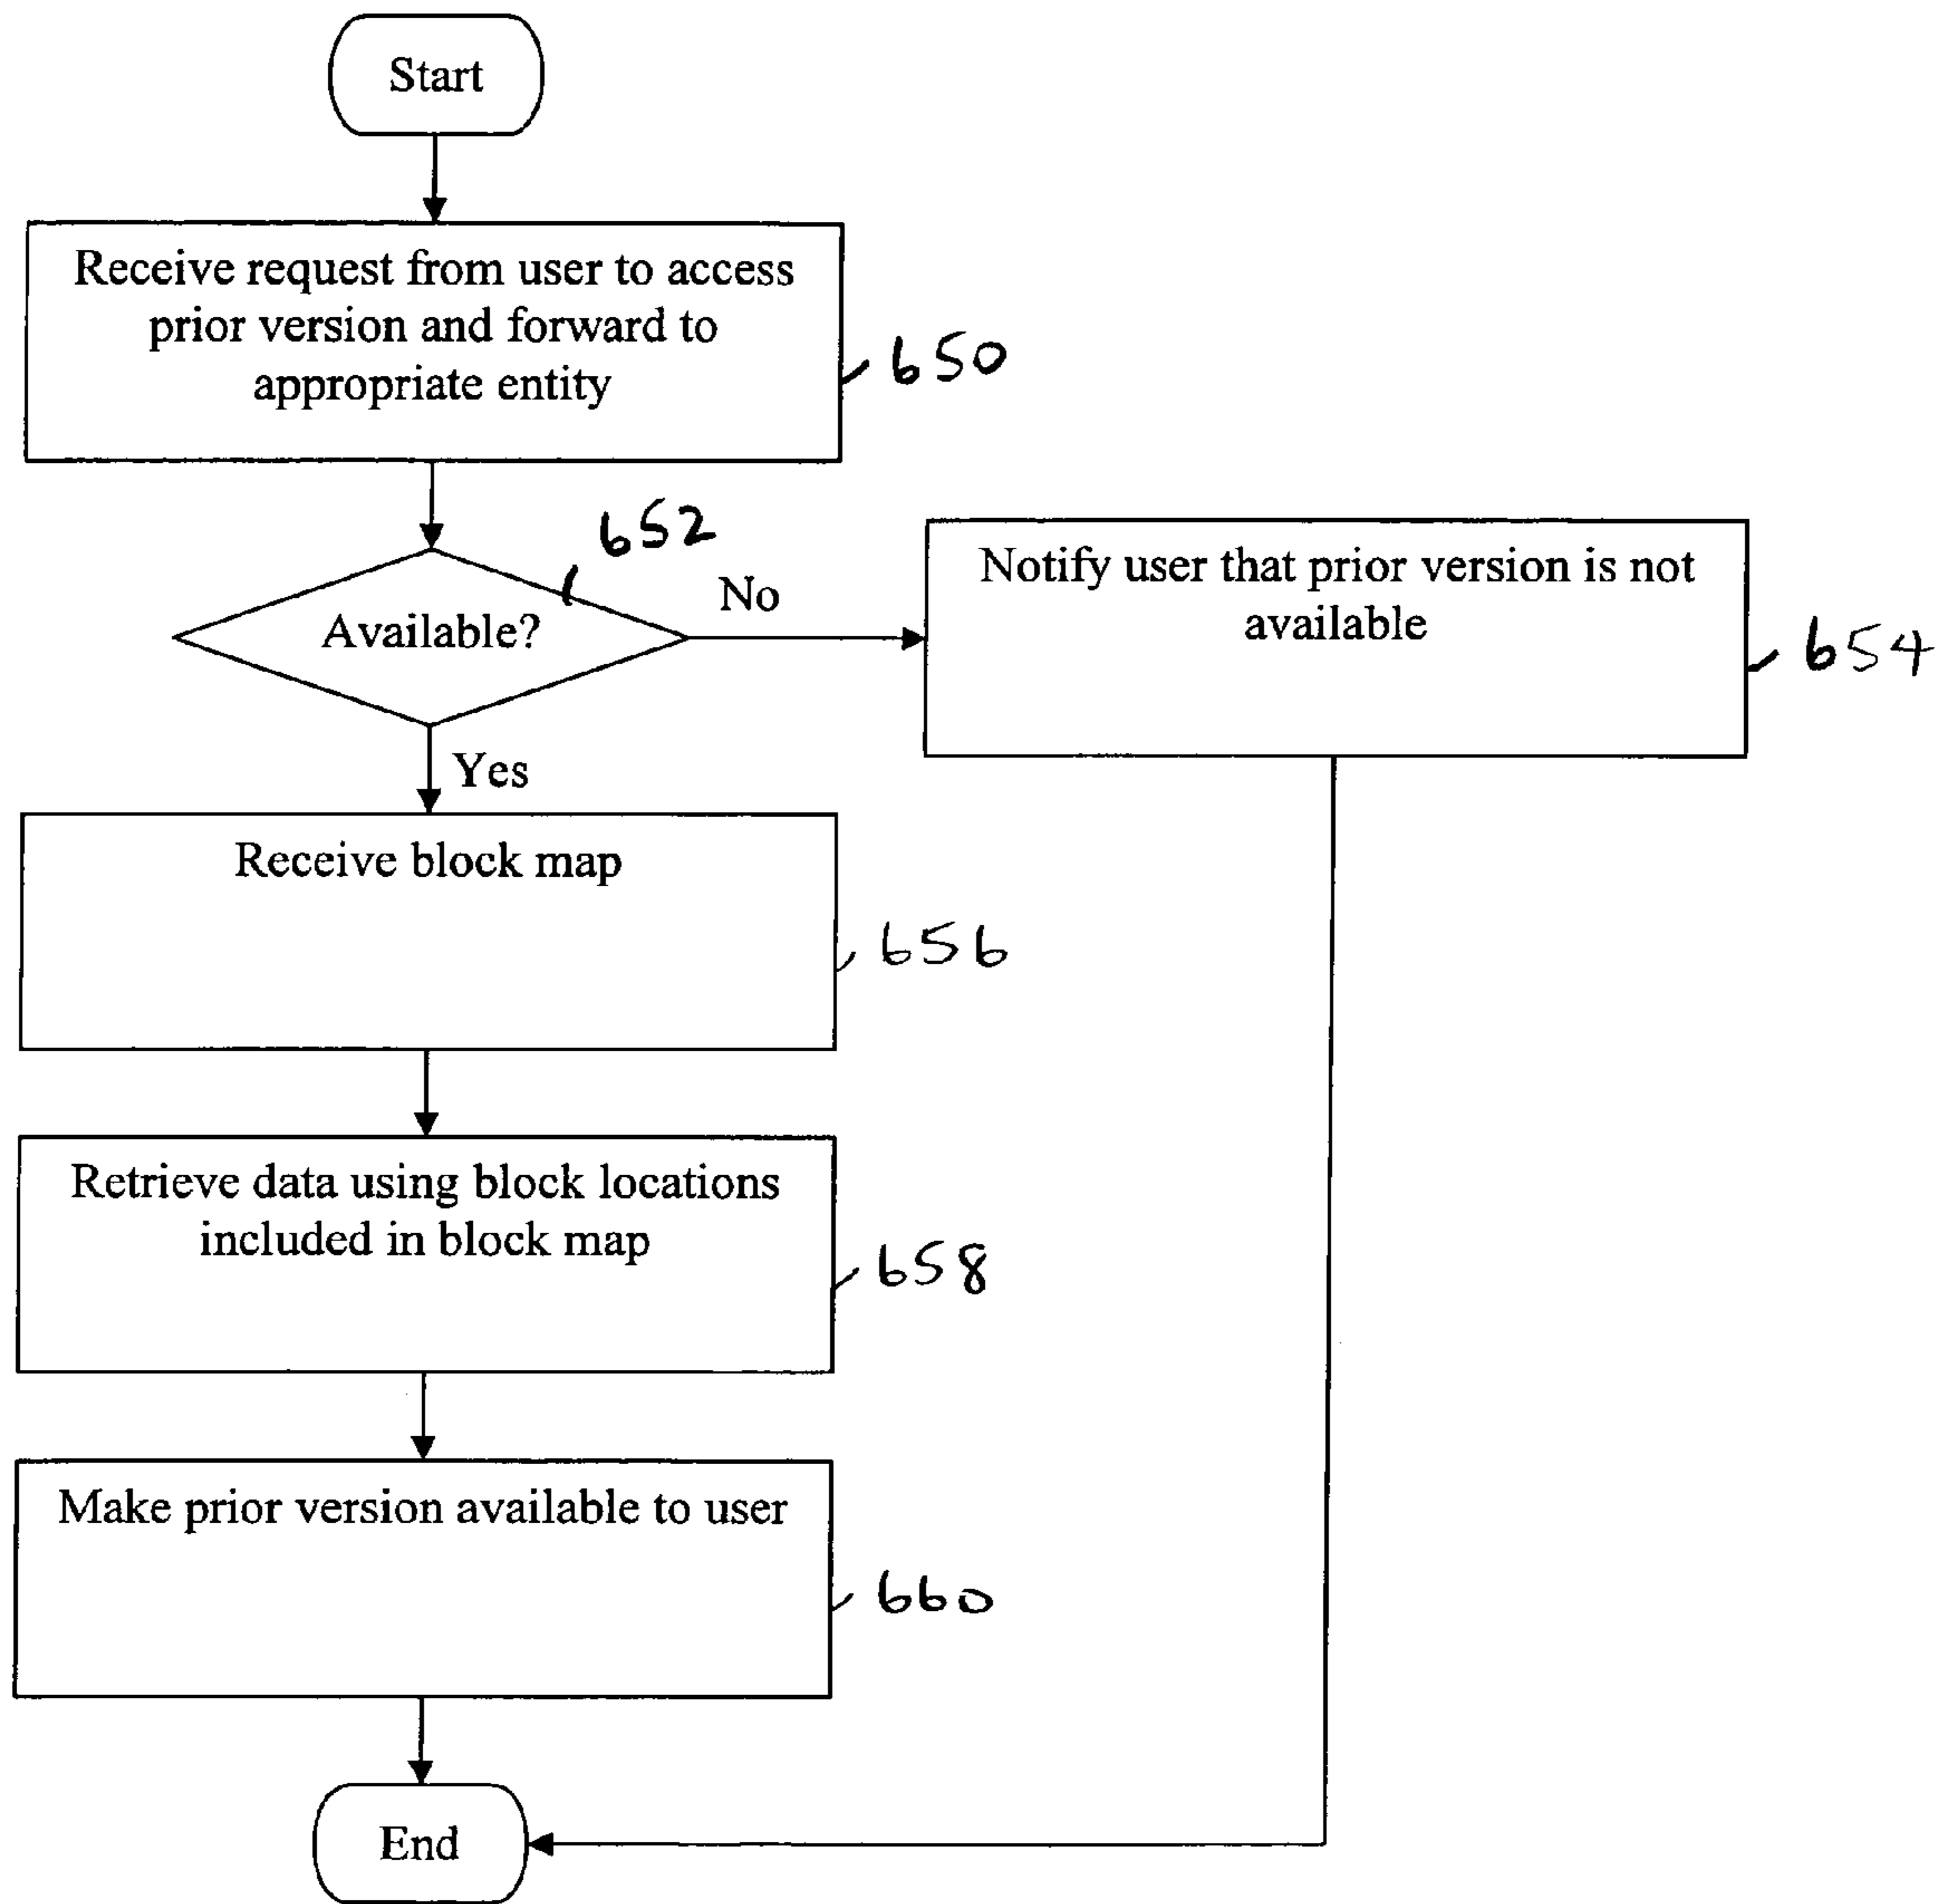 Start
Receive request from user to access
prior version and forward to
appropriate entity
650
652
Available?
No
Notify user that prior version is not
available
654
Yes
Receive block map
656
Retrieve data using block locations
included in block map
658
Make prior version available to user
660
End